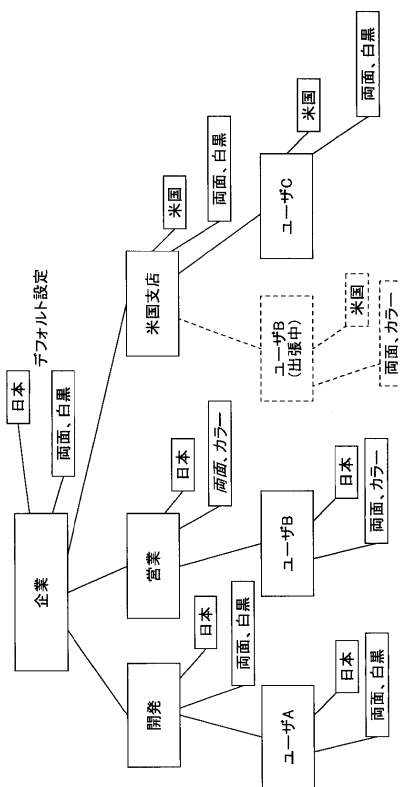 企業
日本
デフォルト設定
両面、白黒
開発
日本
両面、白黒
営業
日本
両面、カラー
米国支店
米国
両面、白黒
ユーザA
日本
両面、白黒
ユーザB
日本
両面、カラー
ユーザB
(出張中)
米国
両面、カラー
ユーザC
米国
両面、白黒